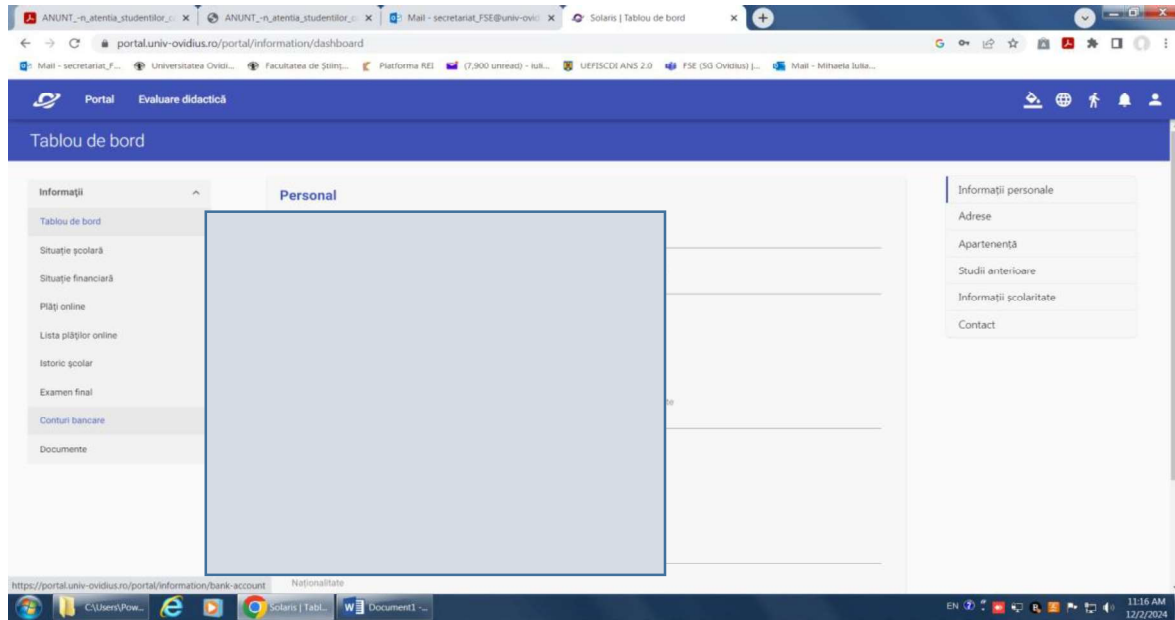 ANUNT_-n_atentia_studentilor_
ANUNT_-n_atentia_studentilor_
Mail - secretariat_FSE@univ-ovid
Solaris | Tablou de bord
portal.univ-ovidius.ro/portal/information/dashboard
Mail - secretariat_F...
Universitatea Ovidi...
Facultatea de Științ...
Platforma REI
(7,900 unread) - iuli...
UEFISCDI ANS 2.0
FSE (SG Ovidius) |...
Mail - Mihaela Iulia...
Portal
Evaluare didactică
Tablou de bord
Informații
Tablou de bord
Situație școlară
Situație financiară
Plăți online
Lista plăților online
Istoric școlar
Examen final
Conturi bancare
Documente
Personal
te
Naționalitate
Informații personale
Adrese
Apartenență
Studii anterioare
Informații școlaritate
Contact
https://portal.univ-ovidius.ro/portal/information/bank-account
C:\Users\Pow...
Solaris | Tabl...
Document1 -...
EN
11:16 AM
12/2/2024